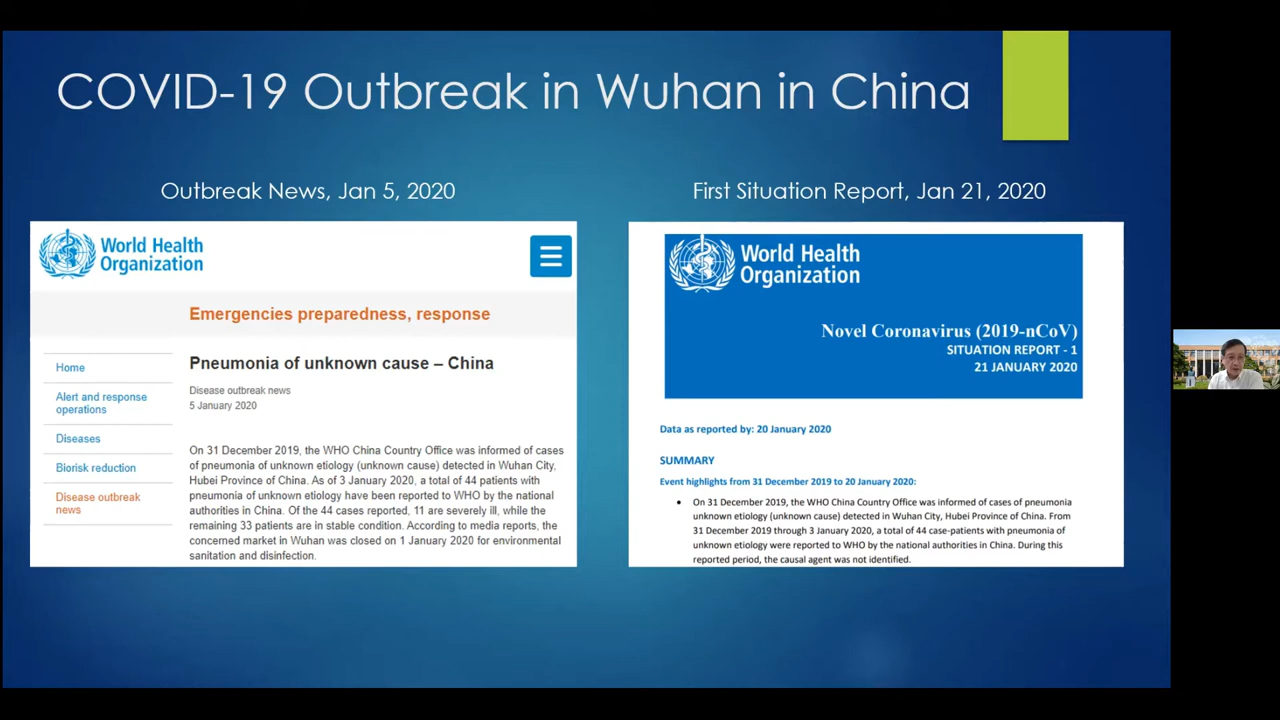 COVID-19 Outbreak in Wuhan in China
Outbreak News, Jan 5, 2020
World Health
Organization
Emergencies preparedness, response
Home
Alert and response
operations
Diseases
Biorisk reduction
Disease outbreak
news
Pneumonia of unknown cause – China
Disease outbreak news
5 January 2020
On 31 December 2019, the WHO China Country Office was informed of cases
of pneumonia of unknown etiology (unknown cause) detected in Wuhan City,
Hubei Province of China. As of 3 January 2020, a total of 44 patients with
pneumonia of unknown etiology have been reported to WHO by the national
authorities in China. Of the 44 cases reported, 11 are severely ill, while the
remaining 33 patients are in stable condition. According to media reports, the
concerned market in Wuhan was closed on 1 January 2020 for environmental
sanitation and disinfection.
First Situation Report, Jan 21, 2020
World Health
Organization
Novel Coronavirus (2019-nCoV)
SITUATION REPORT - 1
21 JANUARY 2020
Data as reported by: 20 January 2020
SUMMARY
Event highlights from 31 December 2019 to 20 January 2020:
• On 31 December 2019, the WHO China Country Office was informed of cases of pneumonia
unknown etiology (unknown cause) detected in Wuhan City, Hubei Province of China. From
31 December 2019 through 3 January 2020, a total of 44 case-patients with pneumonia of
unknown etiology were reported to WHO by the national authorities in China. During this
reported period, the causal agent was not identified.